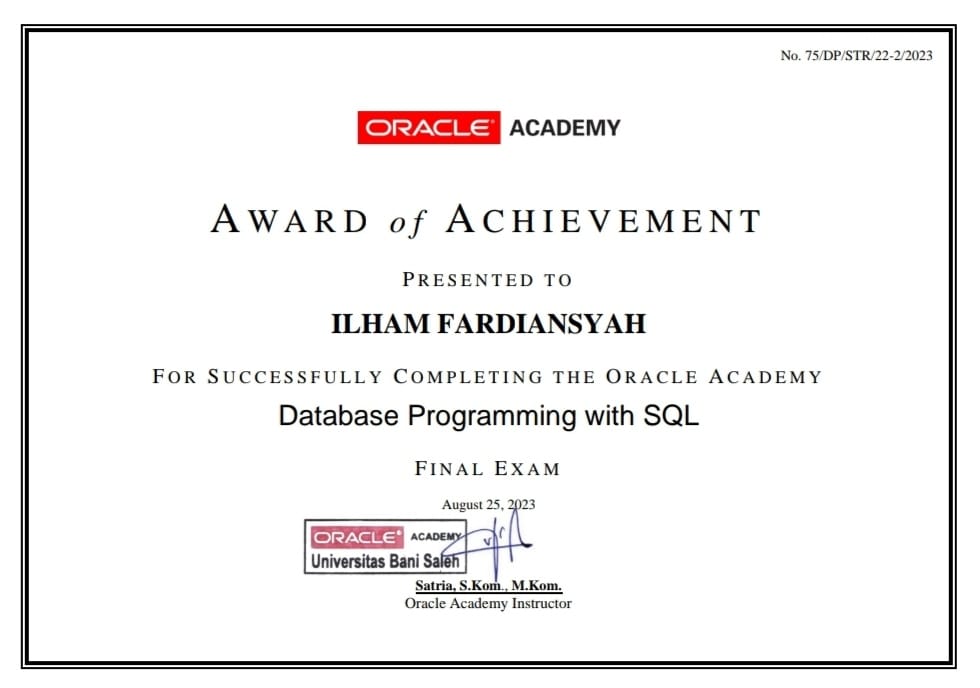 No. 75/DP/STR/22-2/2023
ORACLE® ACADEMY
AWARD of ACHIEVEMENT
PRESENTED TO
ILHAM FARDIANSYAH
FOR SUCCESSFULLY COMPLETING THE ORACLE ACADEMY
Database Programming with SQL
FINAL EXAM
August 25, 2023
ORACLE® ACADEMY
Universitas Bani Saleh
Satria, S.Kom., M.Kom.
Oracle Academy Instructor